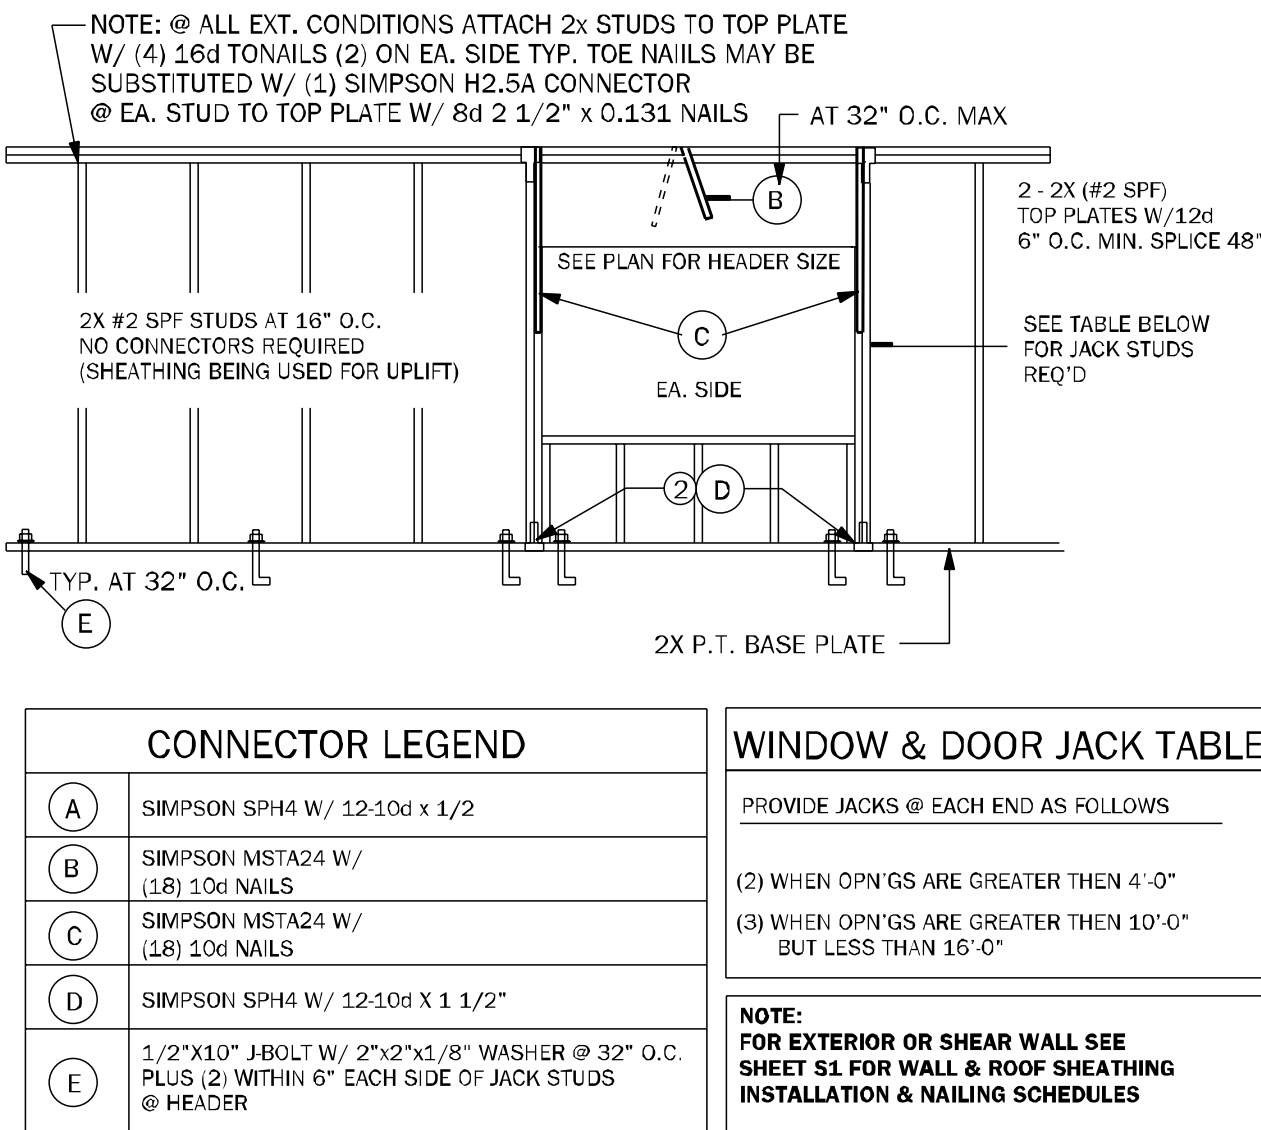 NOTE: @ ALL EXT. CONDITIONS ATTACH 2x STUDS TO TOP PLATE
W/ (4) 16d TONAILS (2) ON EA. SIDE TYP. TOE NAIILS MAY BE
SUBSTITUTED W/ (1) SIMPSON H2.5A CONNECTOR
@ EA. STUD TO TOP PLATE W/ 8d 2 1/2" x 0.131 NAILS
AT 32" O.C. MAX
B
2 - 2X (#2 SPF)
TOP PLATES W/12d
6" O.C. MIN. SPLICE 48"
SEE PLAN FOR HEADER SIZE
2X #2 SPF STUDS AT 16" O.C.
NO CONNECTORS REQUIRED
(SHEATHING BEING USED FOR UPLIFT)
C
EA. SIDE
SEE TABLE BELOW
FOR JACK STUDS
REQ'D
2 D
TYP. AT 32" O.C.
E
2X P.T. BASE PLATE
CONNECTOR LEGEND
A
SIMPSON SPH4 W/ 12-10d x 1/2
B
SIMPSON MSTA24 W/
(18) 10d NAILS
C
SIMPSON MSTA24 W/
(18) 10d NAILS
D
SIMPSON SPH4 W/ 12-10d X 1 1/2"
E
1/2"X10" J-BOLT W/ 2"x2"x1/8" WASHER @ 32" O.C.
PLUS (2) WITHIN 6" EACH SIDE OF JACK STUDS
@ HEADER
WINDOW & DOOR JACK TABLE
PROVIDE JACKS @ EACH END AS FOLLOWS
(2) WHEN OPN'GS ARE GREATER THEN 4'-0"
(3) WHEN OPN'GS ARE GREATER THEN 10'-0"
BUT LESS THAN 16'-0"
NOTE:
FOR EXTERIOR OR SHEAR WALL SEE
SHEET S1 FOR WALL & ROOF SHEATHING
INSTALLATION & NAILING SCHEDULES